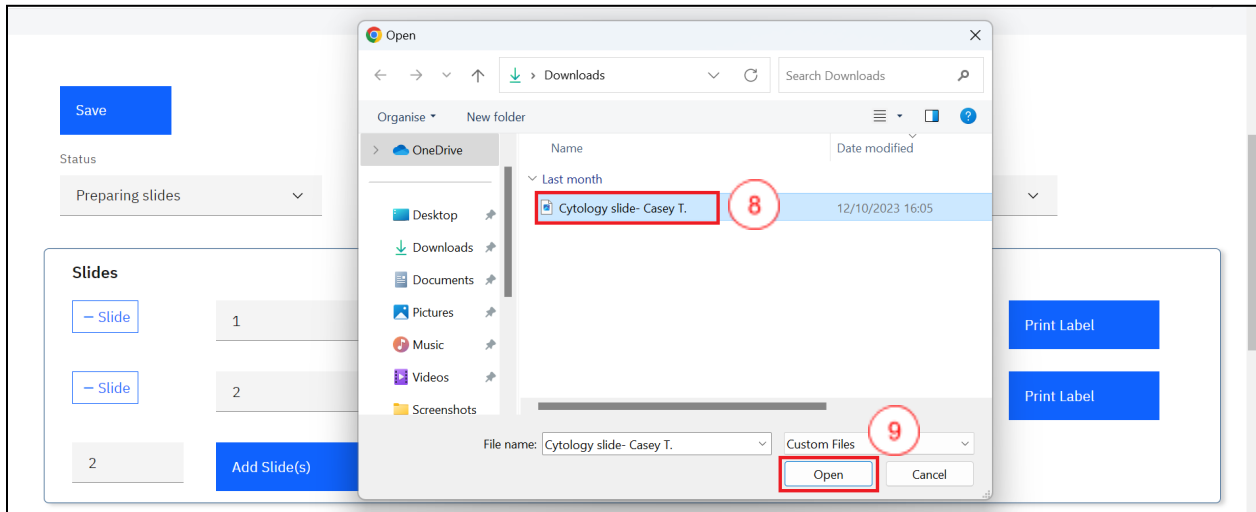 Open
Downloads
Search Downloads
Organise
New folder
Save
Status
Preparing slides
OneDrive
Desktop
Downloads
Documents
Pictures
Music
Videos
Screenshots
Name
Date modified
Last month
Cytology slide- Casey T.
8
12/10/2023 16:05
File name:
Cytology slide- Casey T.
Custom Files
9
Open
Cancel
Slides
− Slide
1
Print Label
− Slide
2
Print Label
2
Add Slide(s)